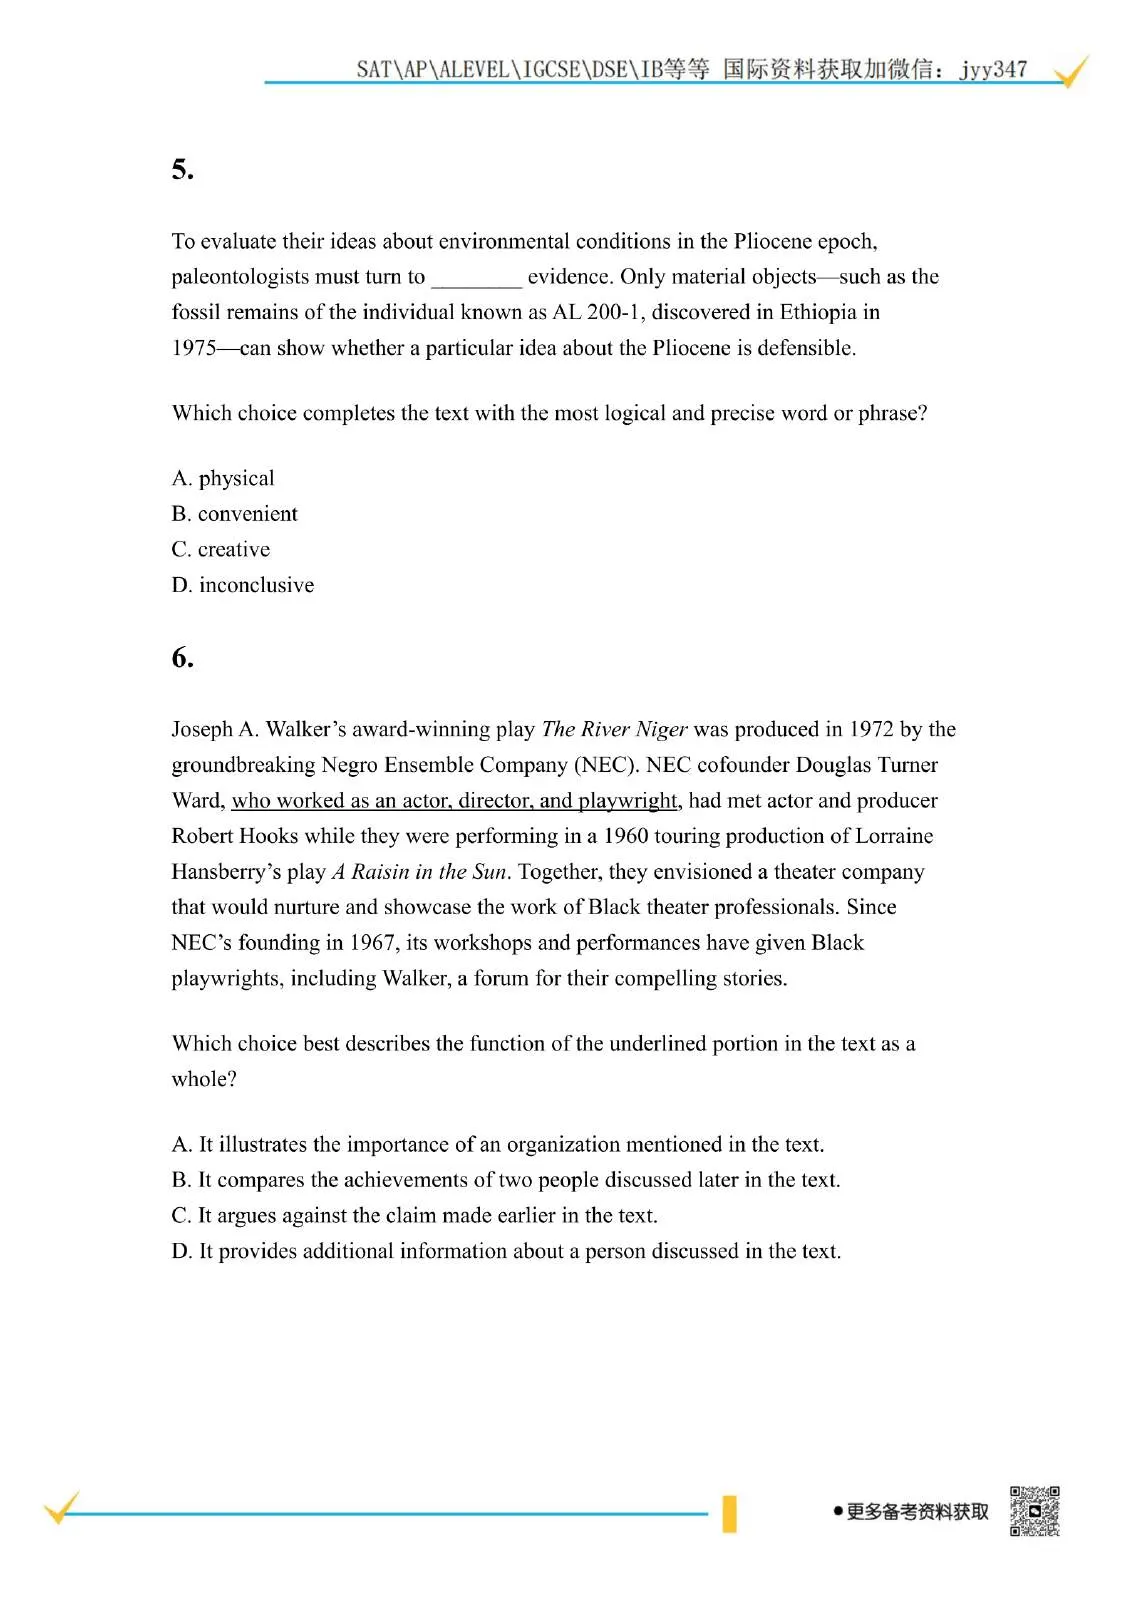 SAT\AP\ALEVEL\IGCSE\DSE\IB等等 国际资料获取加微信：jyy347
5.
To evaluate their ideas about environmental conditions in the Pliocene epoch,
paleontologists must turn to ________ evidence. Only material objects—such as the
fossil remains of the individual known as AL 200-1, discovered in Ethiopia in
1975—can show whether a particular idea about the Pliocene is defensible.
Which choice completes the text with the most logical and precise word or phrase?
A. physical
B. convenient
C. creative
D. inconclusive
6.
Joseph A. Walker’s award-winning play The River Niger was produced in 1972 by the
groundbreaking Negro Ensemble Company (NEC). NEC cofounder Douglas Turner
Ward, who worked as an actor, director, and playwright, had met actor and producer
Robert Hooks while they were performing in a 1960 touring production of Lorraine
Hansberry’s play A Raisin in the Sun. Together, they envisioned a theater company
that would nurture and showcase the work of Black theater professionals. Since
NEC’s founding in 1967, its workshops and performances have given Black
playwrights, including Walker, a forum for their compelling stories.
Which choice best describes the function of the underlined portion in the text as a
whole?
A. It illustrates the importance of an organization mentioned in the text.
B. It compares the achievements of two people discussed later in the text.
C. It argues against the claim made earlier in the text.
D. It provides additional information about a person discussed in the text.
●更多备考资料获取